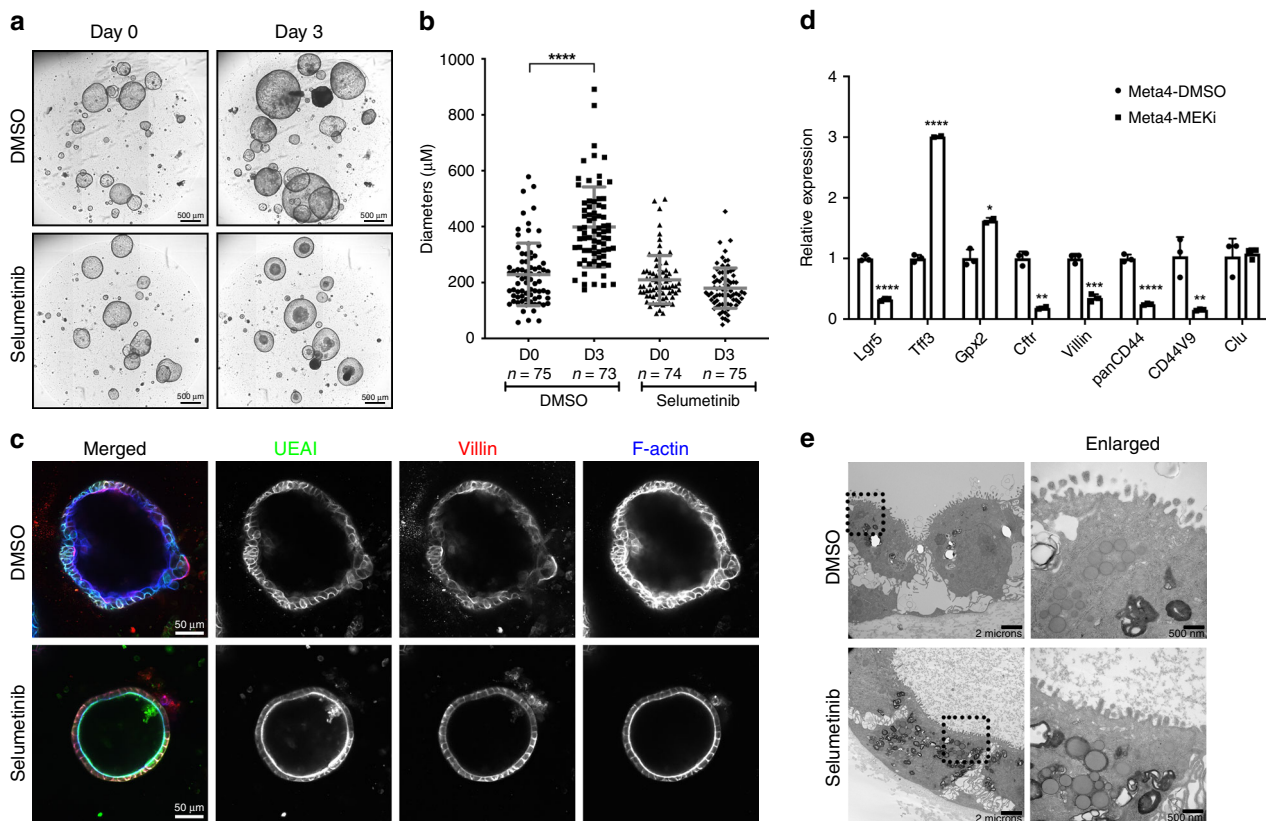 a
Day 0
Day 3
DMSO
500 µm
500 µm
Selumetinib
500 µm
500 µm
b
Diameters (µM)
1000
800
600
400
200
0
****
D0
D3
D0
D3
n = 75
n = 73
n = 74
n = 75
DMSO
Selumetinib
c
Merged
UEAI
Villin
F-actin
DMSO
50 µm
Selumetinib
50 µm
d
Relative expression
4
3
2
1
0
Meta4-DMSO
Meta4-MEKi
****
****
*
**
***
****
**
Lgr5
Tff3
Gpx2
Cftr
Villin
panCD44
CD44V9
Clu
e
Enlarged
DMSO
2 microns
500 nm
Selumetinib
2 microns
500 nm